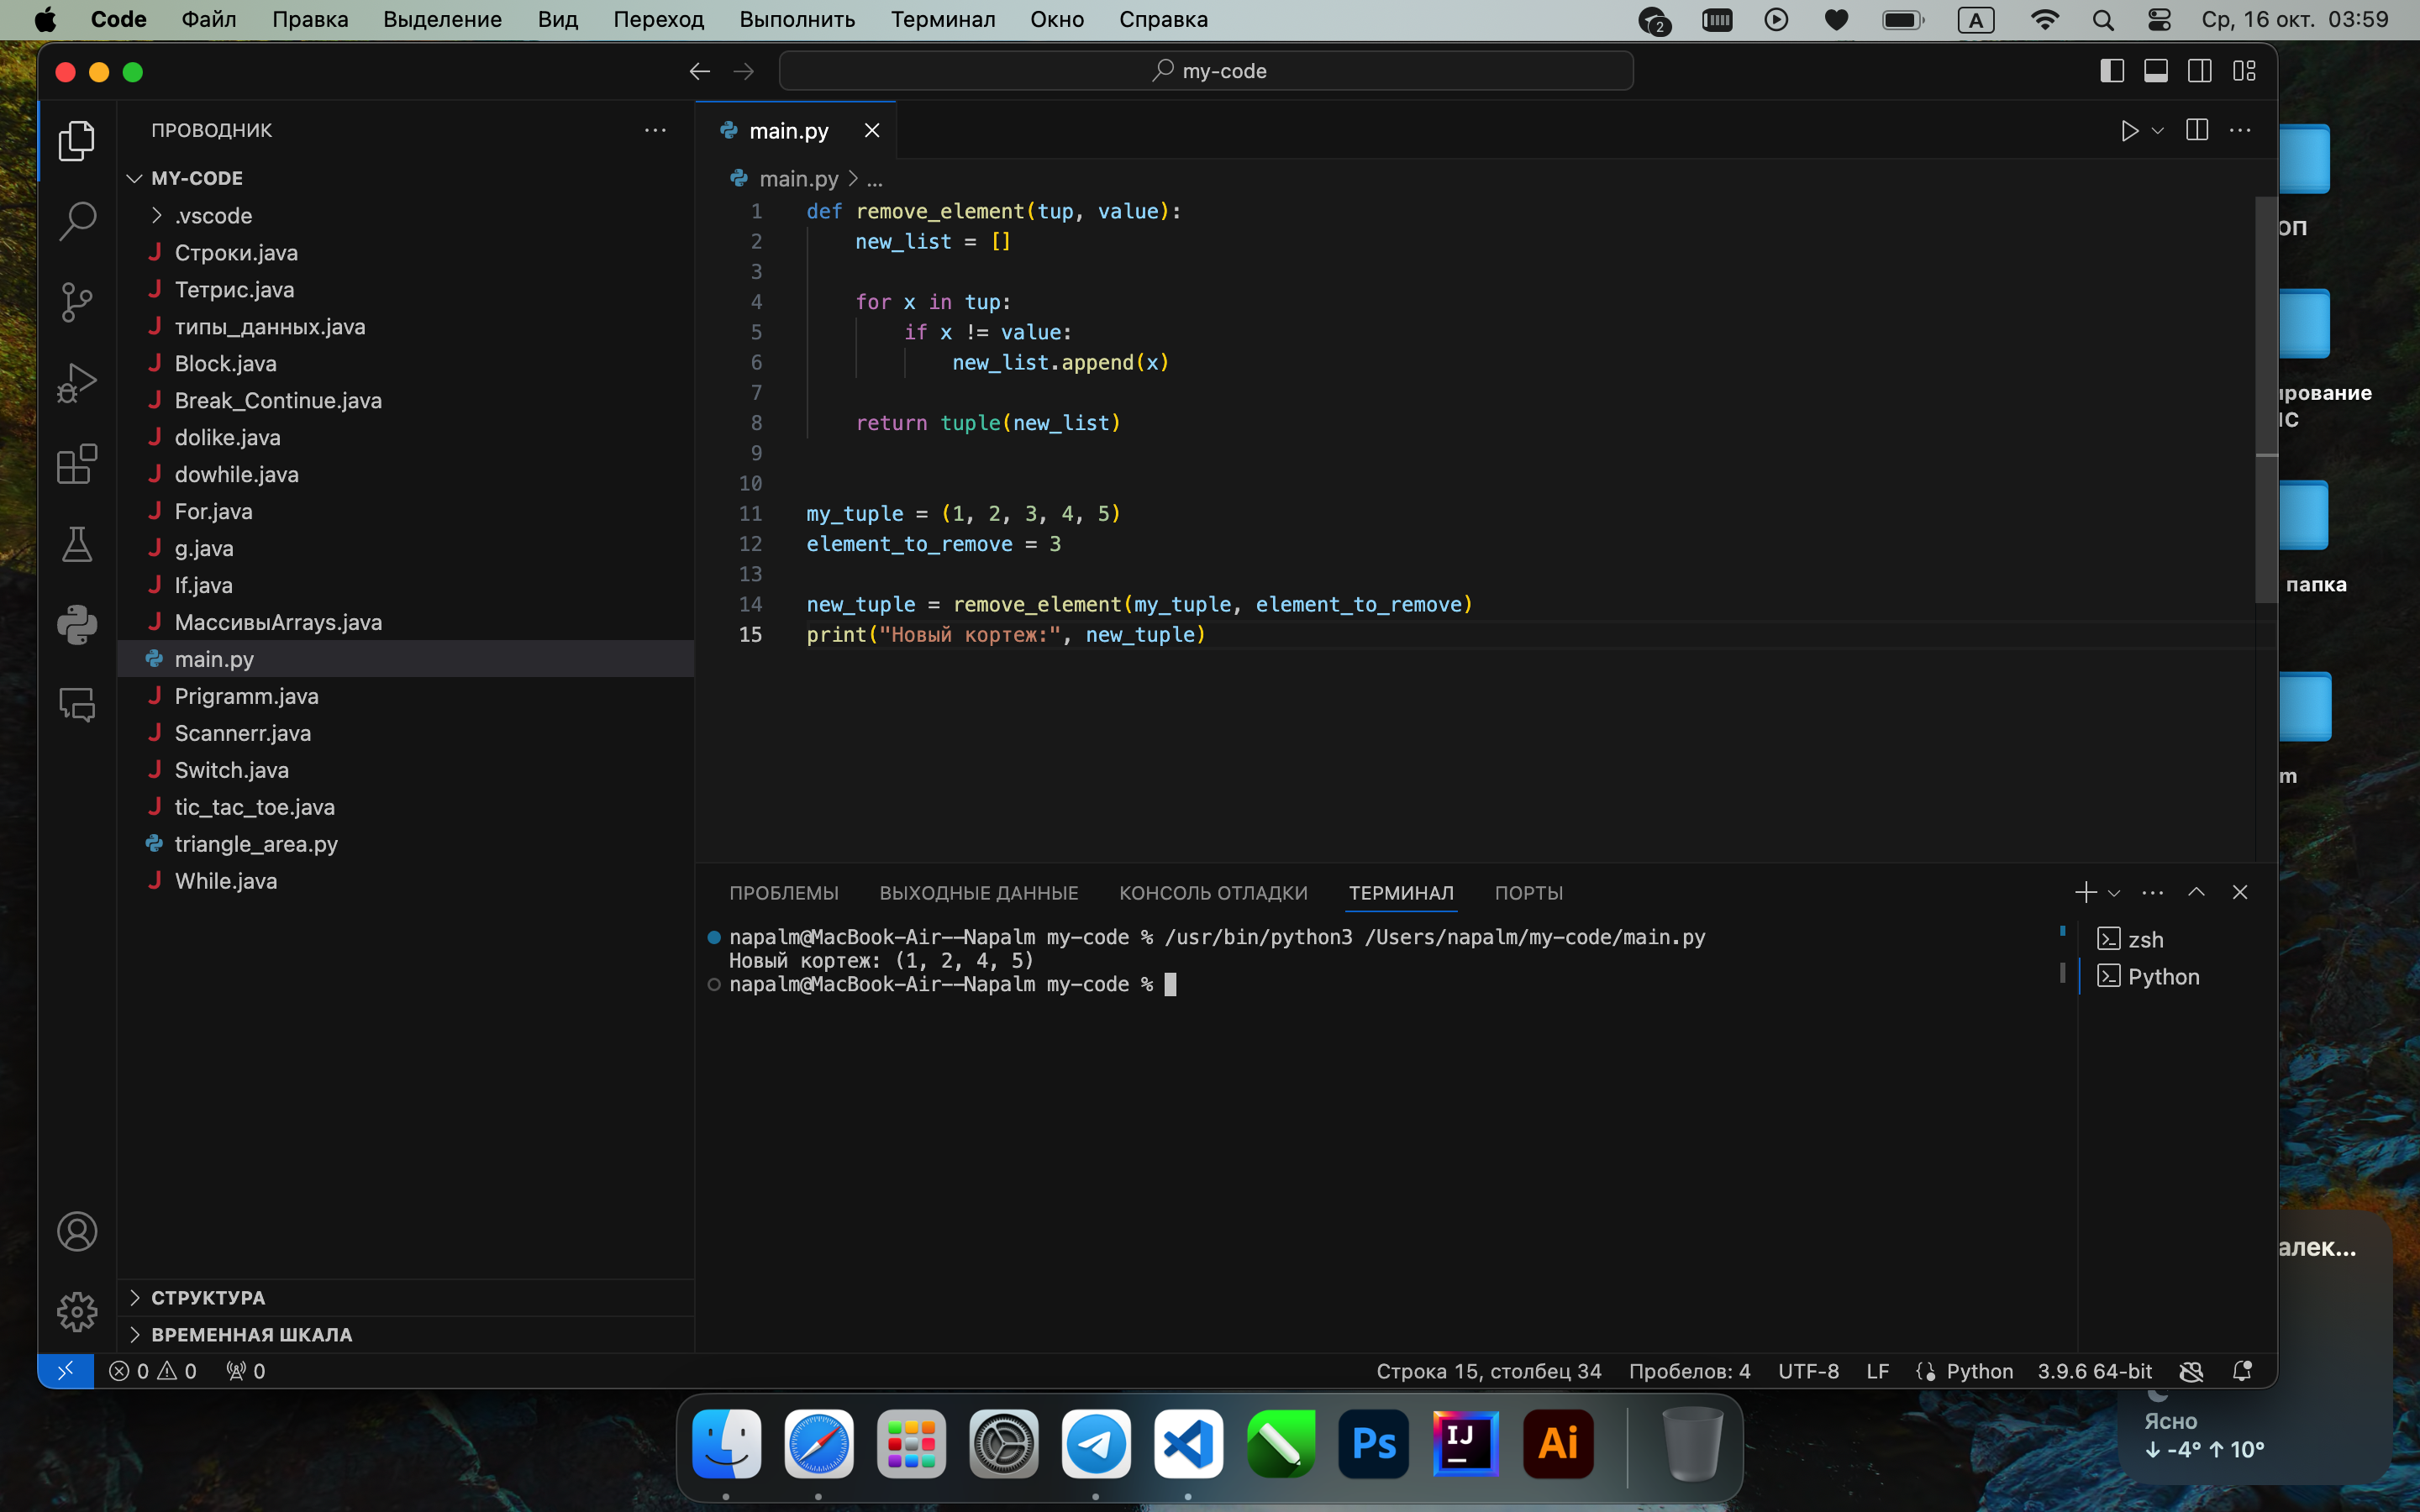 Code Файл Правка Выделение Вид Переход Выполнить Терминал Окно Справка 2 A Ср, 16 окт. 03:59
my-code
ПРОВОДНИК
MY-CODE
.vscode
J Строки.java
J Тетрис.java
J типы_данных.java
J Block.java
J Break_Continue.java
J dolike.java
J dowhile.java
J For.java
J g.java
J If.java
J МассивыArrays.java
main.py
J Prigramm.java
J Scannerr.java
J Switch.java
J tic_tac_toe.java
triangle_area.py
J While.java
СТРУКТУРА
ВРЕМЕННАЯ ШКАЛА
main.py
main.py > ...
1 def remove_element(tup, value):
2 new_list = []
3
4 for x in tup:
5 if x != value:
6 new_list.append(x)
7
8 return tuple(new_list)
9
10
11 my_tuple = (1, 2, 3, 4, 5)
12 element_to_remove = 3
13
14 new_tuple = remove_element(my_tuple, element_to_remove)
15 print("Новый кортеж:", new_tuple)
ПРОБЛЕМЫ ВЫХОДНЫЕ ДАННЫЕ КОНСОЛЬ ОТЛАДКИ ТЕРМИНАЛ ПОРТЫ
napalm@MacBook-Air--Napalm my-code % /usr/bin/python3 /Users/napalm/my-code/main.py
Новый кортеж: (1, 2, 4, 5)
napalm@MacBook-Air--Napalm my-code %
zsh
Python
0 0 0 Строка 15, столбец 34 Пробелов: 4 UTF-8 LF Python 3.9.6 64-bit
папка
Ясно
↓ -4° ↑ 10°
Ps IJ Ai